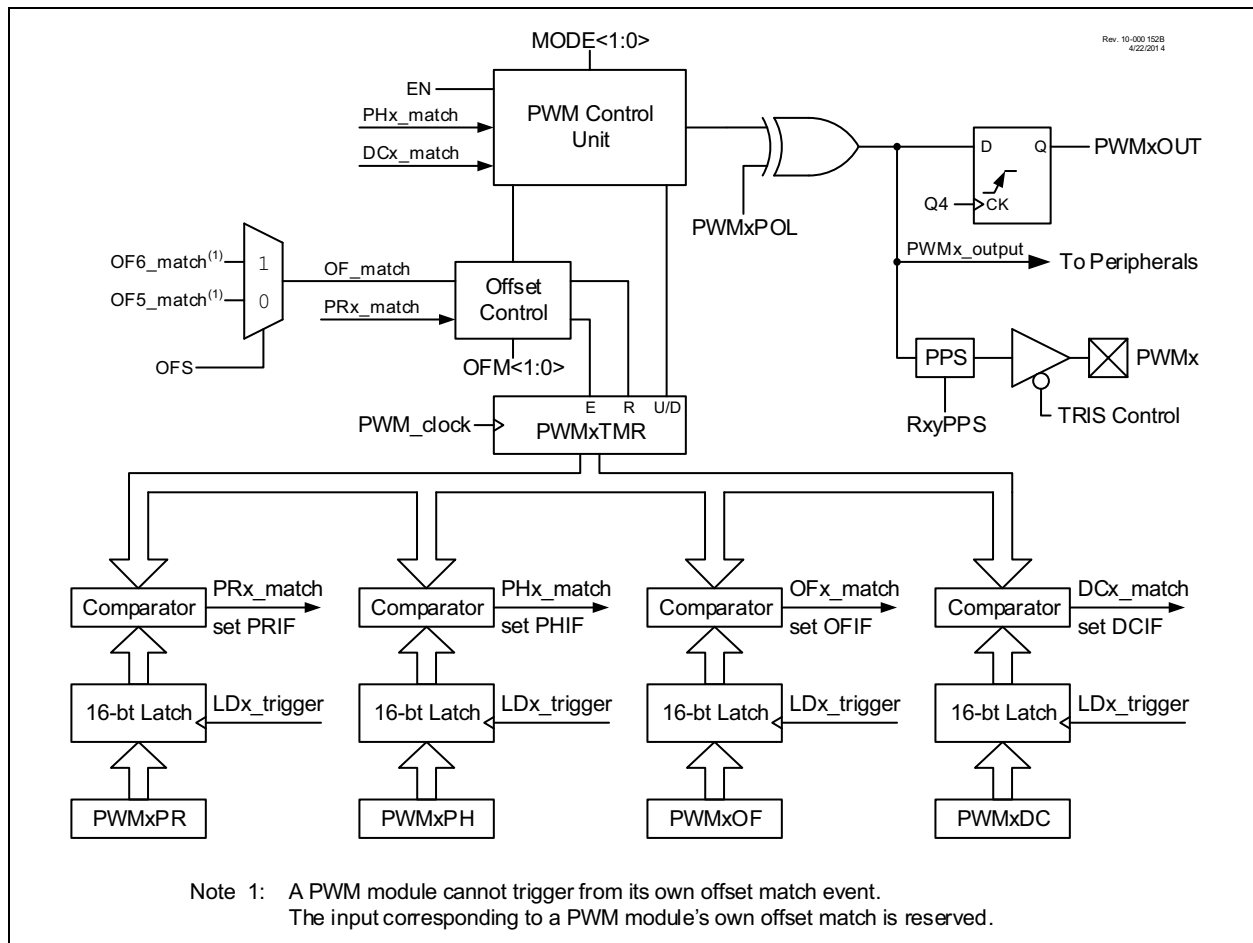 Rev. 10-000 152B
4/22/2014
MODE<1:0>
EN
PHx_match
DCx_match
PWM Control
Unit
PWMxPOL
D
Q
Q4
CK
PWMxOUT
PWMx_output
To Peripherals
OF6_match(1)
1
OF5_match(1)
0
OFS
OF_match
PRx_match
Offset
Control
OFM<1:0>
PPS
PWMx
RxyPPS
TRIS Control
E
R
U/D
PWM_clock
PWMxTMR
Comparator
PRx_match
set PRIF
Comparator
PHx_match
set PHIF
Comparator
OFx_match
set OFIF
Comparator
DCx_match
set DCIF
16-bt Latch
LDx_trigger
16-bt Latch
LDx_trigger
16-bt Latch
LDx_trigger
16-bt Latch
LDx_trigger
PWMxPR
PWMxPH
PWMxOF
PWMxDC
Note 1: A PWM module cannot trigger from its own offset match event.
The input corresponding to a PWM module's own offset match is reserved.